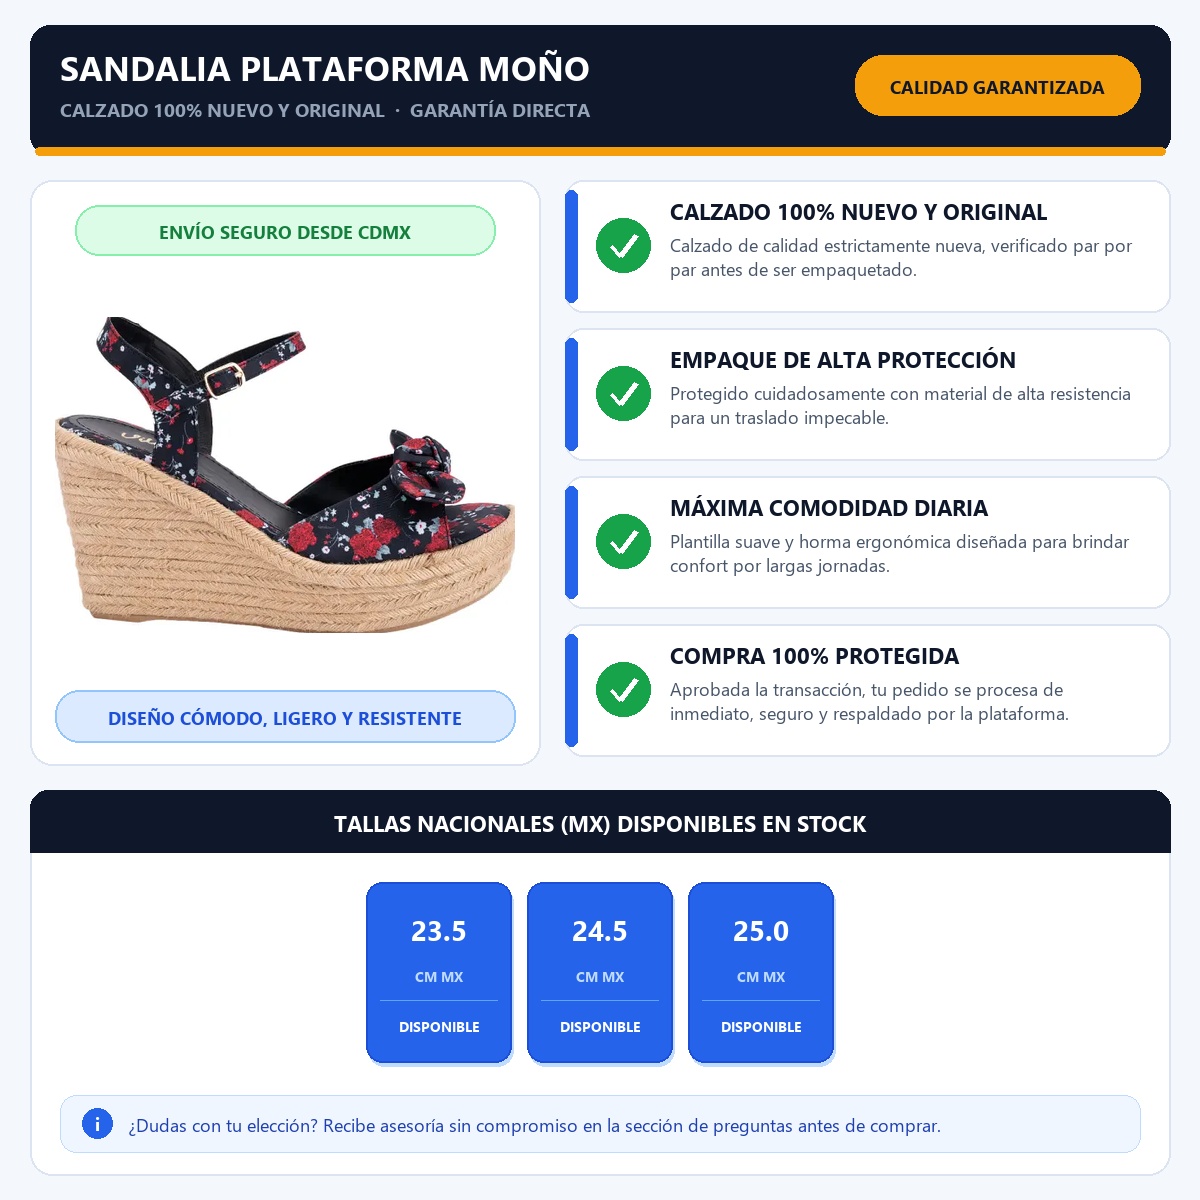 SANDALIA PLATAFORMA MOÑO
CALZADO 100% NUEVO Y ORIGINAL · GARANTÍA DIRECTA
CALIDAD GARANTIZADA
ENVÍO SEGURO DESDE CDMX
DISEÑO CÓMODO, LIGERO Y RESISTENTE
CALZADO 100% NUEVO Y ORIGINAL
Calzado de calidad estrictamente nueva, verificado par por
par antes de ser empaquetado.
EMPAQUE DE ALTA PROTECCIÓN
Protegido cuidadosamente con material de alta resistencia
para un traslado impecable.
MÁXIMA COMODIDAD DIARIA
Plantilla suave y horma ergonómica diseñada para brindar
confort por largas jornadas.
COMPRA 100% PROTEGIDA
Aprobada la transacción, tu pedido se procesa de
inmediato, seguro y respaldado por la plataforma.
TALLAS NACIONALES (MX) DISPONIBLES EN STOCK
23.5
CM MX
DISPONIBLE
24.5
CM MX
DISPONIBLE
25.0
CM MX
DISPONIBLE
¿Dudas con tu elección? Recibe asesoría sin compromiso en la sección de preguntas antes de comprar.